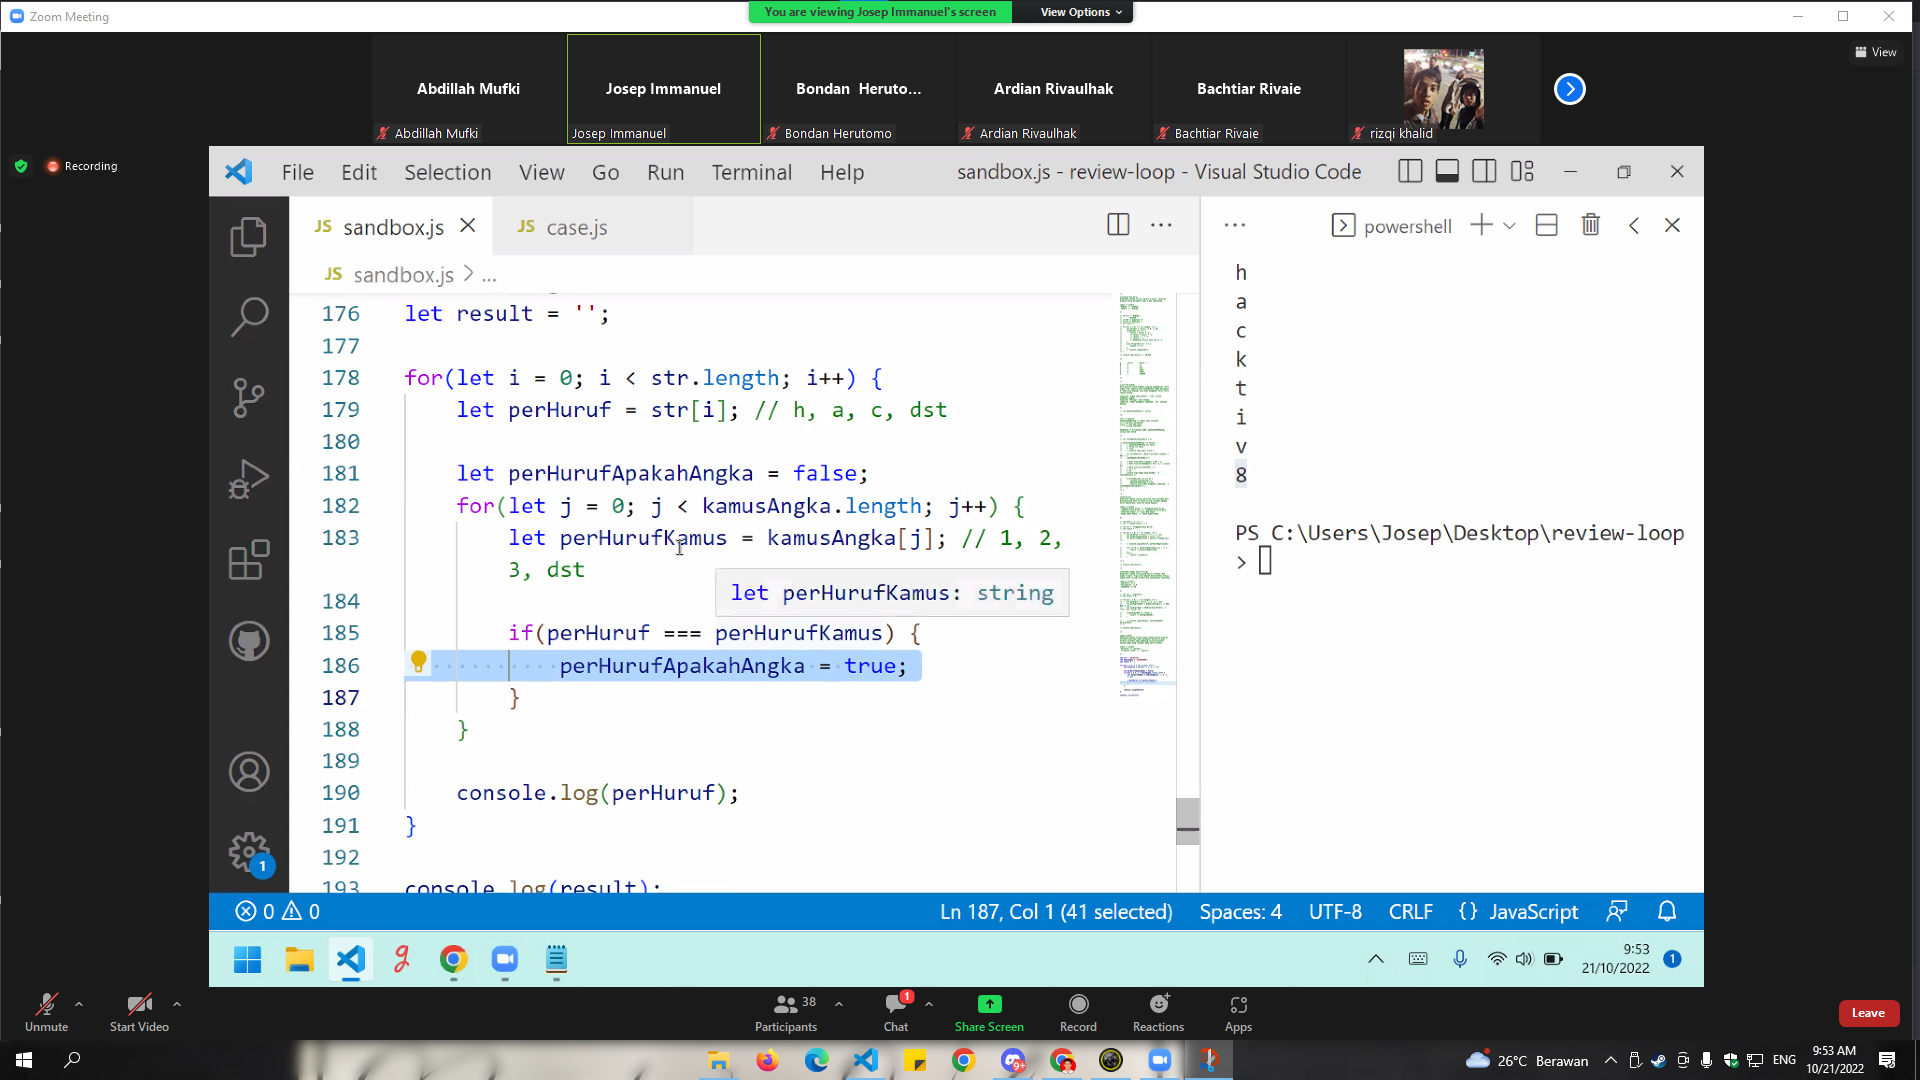 Zoom Meeting
You are viewing Josep Immanuel's screen
View Options
View
Abdillah Mufki
Josep Immanuel
Bondan Heruto...
Ardian Rivaulhak
Bachtiar Rivaie
Abdillah Mufki
Josep Immanuel
Bondan Herutomo
Ardian Rivaulhak
Bachtiar Rivaie
rizqi khalid
Recording
File Edit Selection View Go Run Terminal Help
sandbox.js - review-loop - Visual Studio Code
JS sandbox.js
JS case.js
JS sandbox.js > ...
176 let result = '';
177
178 for(let i = 0; i < str.length; i++) {
179 let perHuruf = str[i]; // h, a, c, dst
180
181 let perHurufApakahAngka = false;
182 for(let j = 0; j < kamusAngka.length; j++) {
183 let perHurufKamus = kamusAngka[j]; // 1, 2,
3, dst
let perHurufKamus: string
184
185 if(perHuruf === perHurufKamus) {
186 perHurufApakahAngka = true;
187 }
188 }
189
190 console.log(perHuruf);
191 }
192
193 console.log(result);
powershell
h
a
c
k
t
i
v
8
PS C:\Users\Josep\Desktop\review-loop
>
0 0
Ln 187, Col 1 (41 selected)
Spaces: 4
UTF-8
CRLF
{} JavaScript
1
9:53
21/10/2022
1
Unmute
Start Video
38
Participants
1
Chat
Share Screen
Record
Reactions
Apps
Leave
9+
26°C Berawan
ENG
9:53 AM
10/21/2022